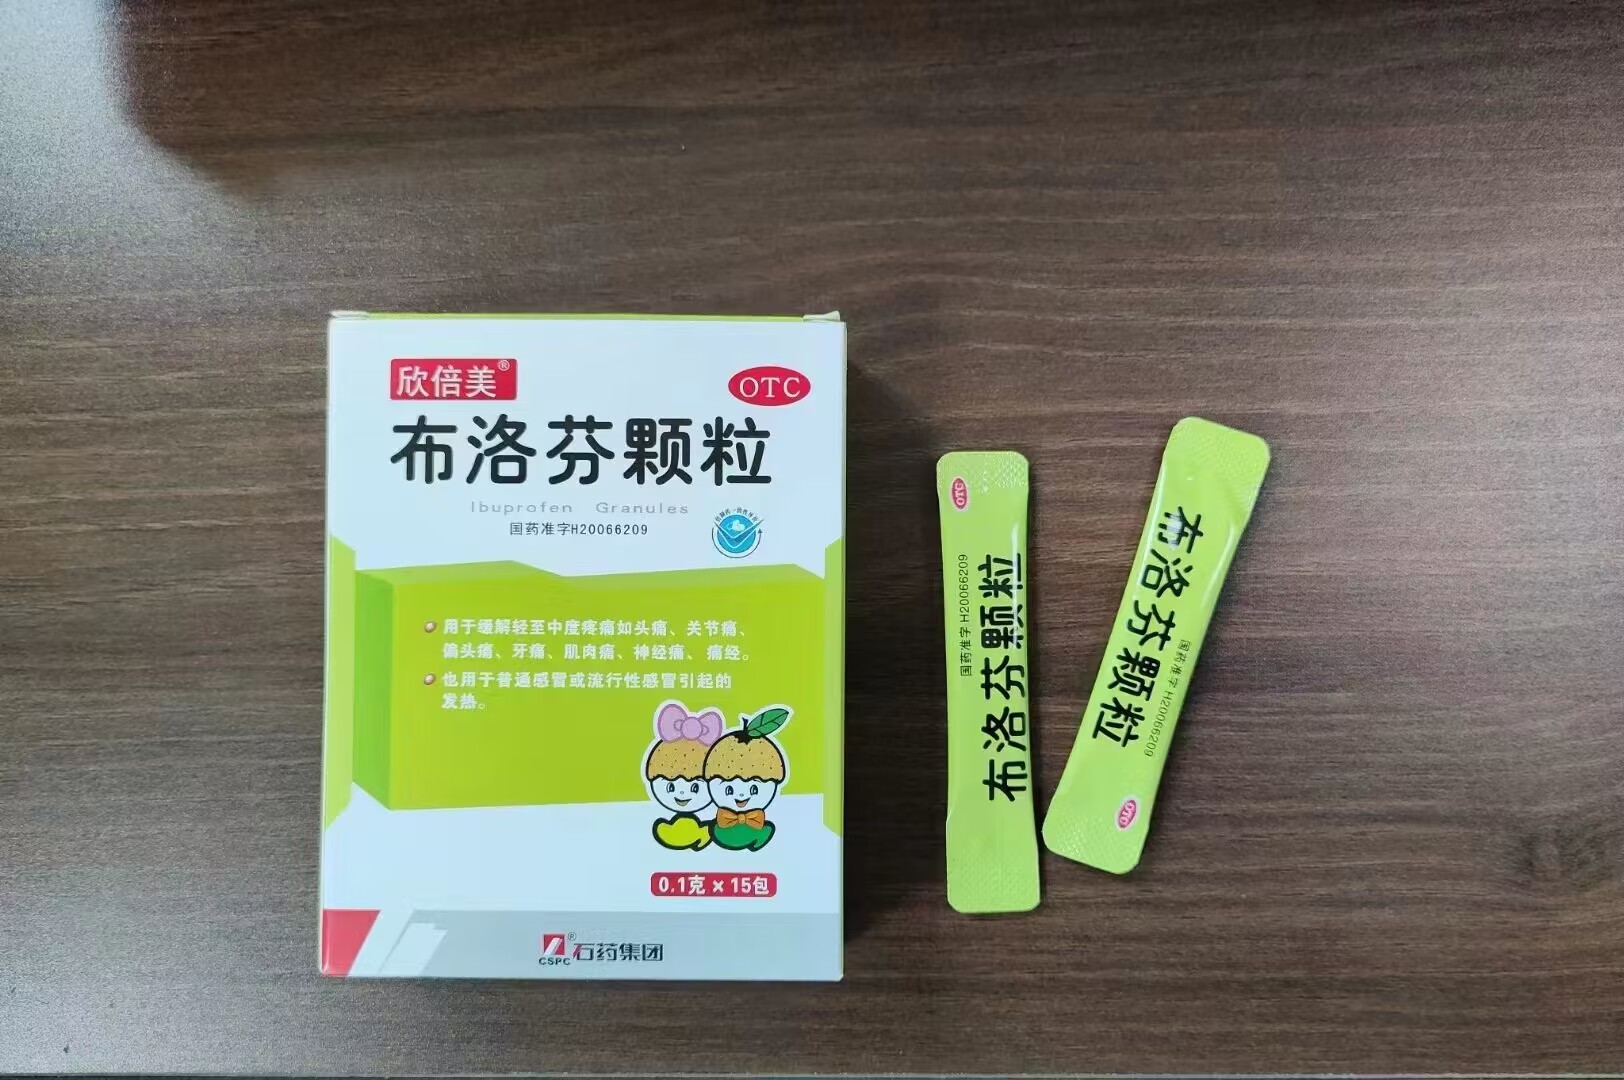 欣倍美®
OTC
布洛芬颗粒
Ibuprofen Granules
国药准字H20066209
用于缓解轻至中度疼痛如头痛、关节痛、
偏头痛、牙痛、肌肉痛、神经痛、痛经。
也用于普通感冒或流行性感冒引起的
发热。
0.1克×15包
CSPC®
石药集团
OTC
国药准字H20066209
布洛芬颗粒
布洛芬颗粒
国药准字H20066209
OTC